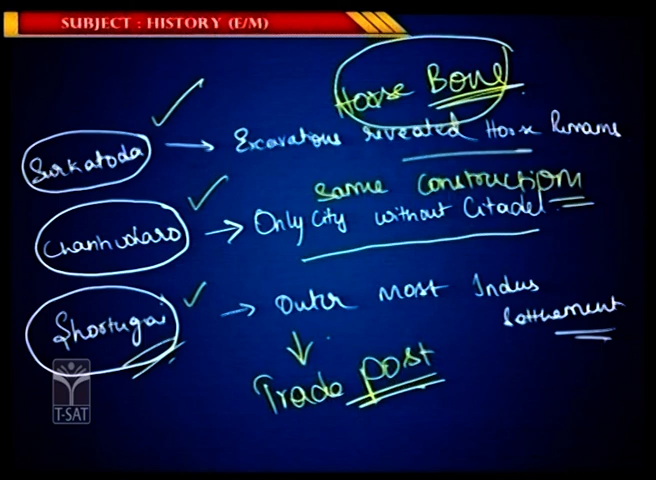 SUBJECT : HISTORY (E/M)
Horse Bone
Surkatoda → Excavations revealed Horse Remains
Same Construction
Chanhudaro → Only City without Citadel
Shortugai → Outer Most Indus
Settlement
Trade post
T-SAT